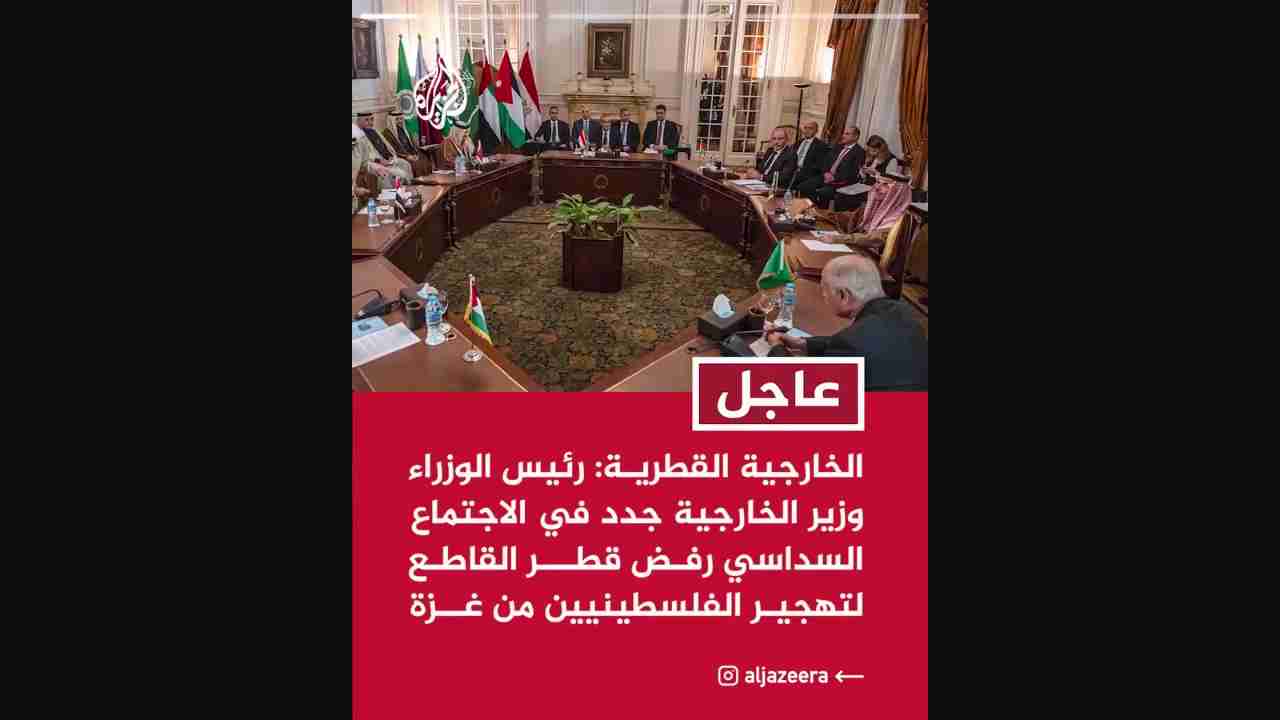 الجزيرة
عاجل
الخارجية القطرية: رئيس الوزراء
وزير الخارجية جدد في الاجتماع
السداسي رفض قطر القاطع
لتهجير الفلسطينيين من غزة
aljazeera